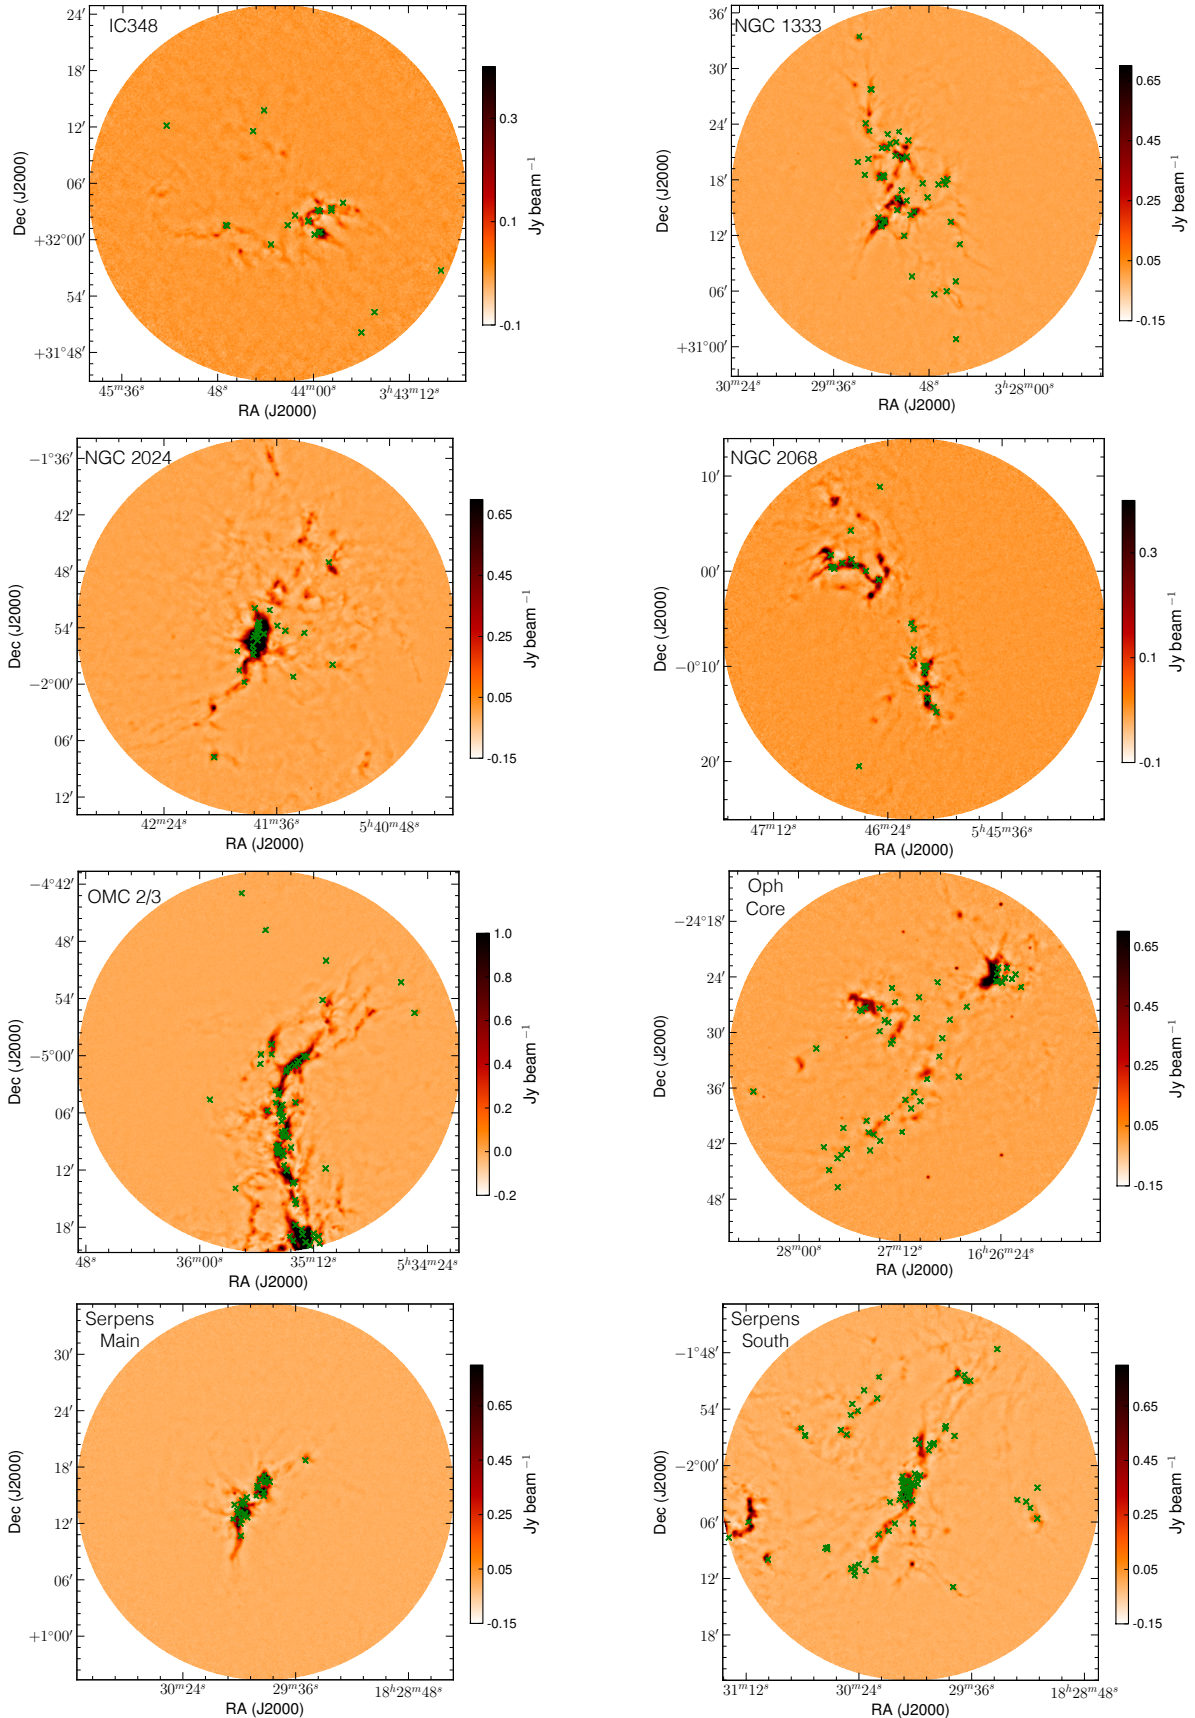 IC348
24′
18′
12′
06′
+32°00′
54′
+31°48′
45ᵐ36ˢ
48ˢ
44ᵐ00ˢ
3ʰ43ᵐ12ˢ
RA (J2000)
Dec (J2000)
0.3
0.1
-0.1
Jy beam⁻¹
NGC 1333
36′
30′
24′
18′
12′
06′
+31°00′
30ᵐ24ˢ
29ᵐ36ˢ
48ˢ
3ʰ28ᵐ00ˢ
RA (J2000)
Dec (J2000)
0.65
0.45
0.25
0.05
-0.15
Jy beam⁻¹
NGC 2024
−1°36′
42′
48′
54′
−2°00′
06′
12′
42ᵐ24ˢ
41ᵐ36ˢ
5ʰ40ᵐ48ˢ
RA (J2000)
Dec (J2000)
0.65
0.45
0.25
0.05
-0.15
Jy beam⁻¹
NGC 2068
10′
00′
−0°10′
20′
47ᵐ12ˢ
46ᵐ24ˢ
5ʰ45ᵐ36ˢ
RA (J2000)
Dec (J2000)
0.3
0.1
-0.1
Jy beam⁻¹
OMC 2/3
−4°42′
48′
54′
−5°00′
06′
12′
18′
48ˢ
36ᵐ00ˢ
35ᵐ12ˢ
5ʰ34ᵐ24ˢ
RA (J2000)
Dec (J2000)
1.0
0.8
0.6
0.4
0.2
0.0
-0.2
Jy beam⁻¹
Oph
Core
−24°18′
24′
30′
36′
42′
48′
28ᵐ00ˢ
27ᵐ12ˢ
16ʰ26ᵐ24ˢ
RA (J2000)
Dec (J2000)
0.65
0.45
0.25
0.05
-0.15
Jy beam⁻¹
Serpens
Main
30′
24′
18′
12′
06′
+1°00′
30ᵐ24ˢ
29ᵐ36ˢ
18ʰ28ᵐ48ˢ
RA (J2000)
Dec (J2000)
0.65
0.45
0.25
0.05
-0.15
Jy beam⁻¹
Serpens
South
−1°48′
54′
−2°00′
06′
12′
18′
31ᵐ12ˢ
30ᵐ24ˢ
29ᵐ36ˢ
18ʰ28ᵐ48ˢ
RA (J2000)
Dec (J2000)
0.65
0.45
0.25
0.05
-0.15
Jy beam⁻¹